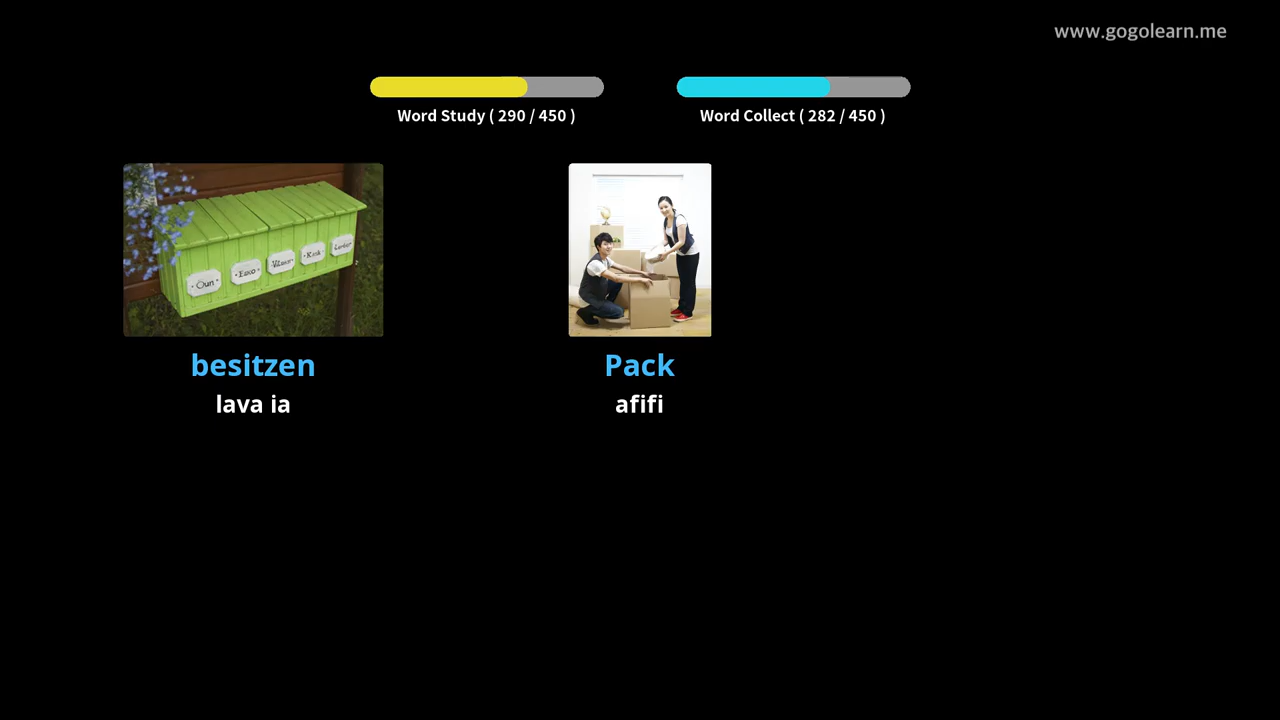 www.gogolearn.me
Word Study ( 290 / 450 )
Word Collect ( 282 / 450 )
besitzen
lava ia
Pack
afifi